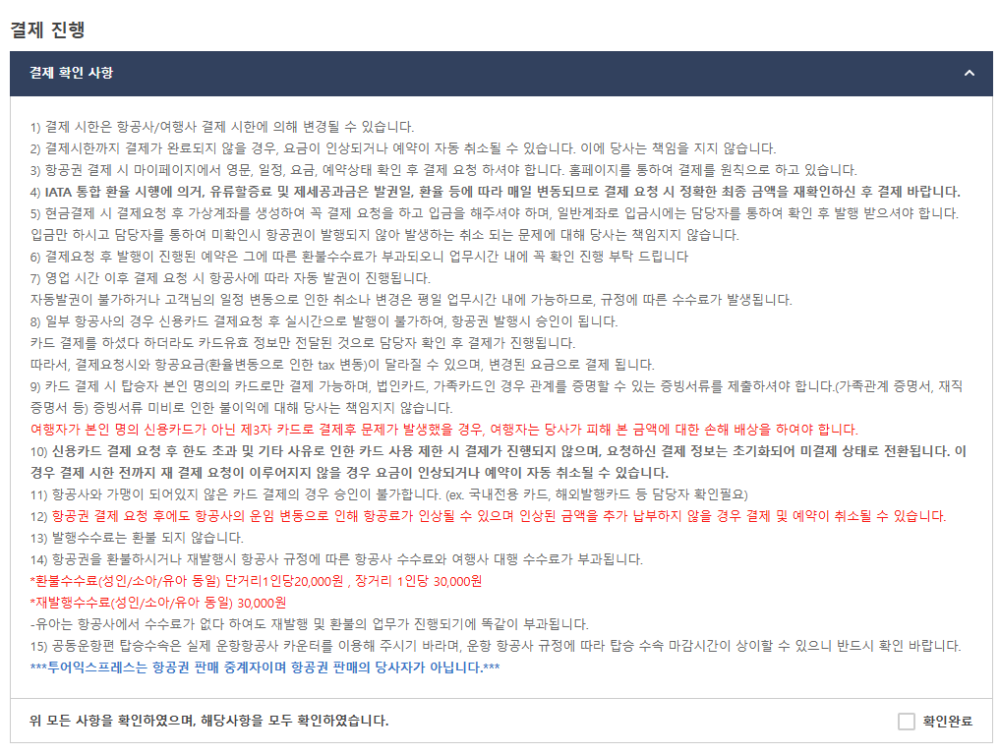 결제 진행
결제 확인 사항
1) 결제 시한은 항공사/여행사 결제 시한에 의해 변경될 수 있습니다.
2) 결제시한까지 결제가 완료되지 않을 경우, 요금이 인상되거나 예약이 자동 취소될 수 있습니다. 이에 당사는 책임을 지지 않습니다.
3) 항공권 결제 시 마이페이지에서 영문, 일정, 요금, 예약상태 확인 후 결제 요청 하셔야 합니다. 홈페이지를 통하여 결제를 원칙으로 하고 있습니다.
4) IATA 통합 환율 시행에 의거, 유류할증료 및 제세공과금은 발권일, 환율 등에 따라 매일 변동되므로 결제 요청 시 정확한 최종 금액을 재확인하신 후 결제 바랍니다.
5) 현금결제 시 결제요청 후 가상계좌를 생성하여 꼭 결제 요청을 하고 입금을 해주셔야 하며, 일반계좌로 입금시에는 담당자를 통하여 확인 후 발행 받으셔야 합니다.
입금만 하시고 담당자를 통하여 미확인시 항공권이 발행되지 않아 발생하는 취소 되는 문제에 대해 당사는 책임지지 않습니다.
6) 결제요청 후 발행이 진행된 예약은 그에 따른 환불수수료가 부과되오니 업무시간 내에 꼭 확인 진행 부탁 드립니다
7) 영업 시간 이후 결제 요청 시 항공사에 따라 자동 발권이 진행됩니다.
자동발권이 불가하거나 고객님의 일정 변동으로 인한 취소나 변경은 평일 업무시간 내에 가능하므로, 규정에 따른 수수료가 발생됩니다.
8) 일부 항공사의 경우 신용카드 결제요청 후 실시간으로 발행이 불가하여, 항공권 발행시 승인이 됩니다.
카드 결제를 하셨다 하더라도 카드유효 정보만 전달된 것으로 담당자 확인 후 결제가 진행됩니다.
따라서, 결제요청시와 항공요금(환율변동으로 인한 tax 변동)이 달라질 수 있으며, 변경된 요금으로 결제 됩니다.
9) 카드 결제 시 탑승자 본인 명의의 카드로만 결제 가능하며, 법인카드, 가족카드인 경우 관계를 증명할 수 있는 증빙서류를 제출하셔야 합니다.(가족관계 증명서, 재직
증명서 등) 증빙서류 미비로 인한 불이익에 대해 당사는 책임지지 않습니다.
여행자가 본인 명의 신용카드가 아닌 제3자 카드로 결제후 문제가 발생했을 경우, 여행자는 당사가 피해 본 금액에 대한 손해 배상을 하여야 합니다.
10) 신용카드 결제 요청 후 한도 초과 및 기타 사유로 인한 카드 사용 제한 시 결제가 진행되지 않으며, 요청하신 결제 정보는 초기화되어 미결제 상태로 전환됩니다. 이
경우 결제 시한 전까지 재 결제 요청이 이루어지지 않을 경우 요금이 인상되거나 예약이 자동 취소될 수 있습니다.
11) 항공사와 가맹이 되어있지 않은 카드 결제의 경우 승인이 불가합니다. (ex. 국내전용 카드, 해외발행카드 등 담당자 확인필요)
12) 항공권 결제 요청 후에도 항공사의 운임 변동으로 인해 항공료가 인상될 수 있으며 인상된 금액을 추가 납부하지 않을 경우 결제 및 예약이 취소될 수 있습니다.
13) 발행수수료는 환불 되지 않습니다.
14) 항공권을 환불하시거나 재발행시 항공사 규정에 따른 항공사 수수료와 여행사 대행 수수료가 부과됩니다.
*환불수수료(성인/소아/유아 동일) 단거리1인당20,000원 , 장거리 1인당 30,000원
*재발행수수료(성인/소아/유아 동일) 30,000원
-유아는 항공사에서 수수료가 없다 하여도 재발행 및 환불의 업무가 진행되기에 똑같이 부과됩니다.
15) 공동운항편 탑승수속은 실제 운항항공사 카운터를 이용해 주시기 바라며, 운항 항공사 규정에 따라 탑승 수속 마감시간이 상이할 수 있으니 반드시 확인 바랍니다.
***투어익스프레스는 항공권 판매 중계자이며 항공권 판매의 당사자가 아닙니다.***
위 모든 사항을 확인하였으며, 해당사항을 모두 확인하였습니다.
확인완료